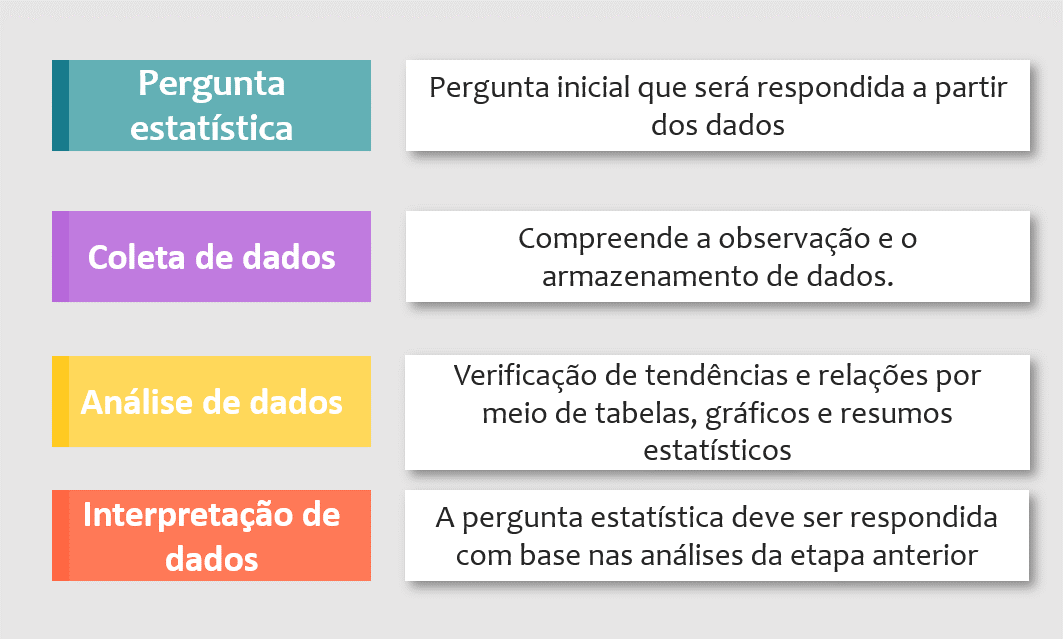 Pergunta
estatística
Pergunta inicial que será respondida a partir
dos dados
Coleta de dados
Compreende a observação e o
armazenamento de dados.
Análise de dados
Verificação de tendências e relações por
meio de tabelas, gráficos e resumos
estatísticos
Interpretação de
dados
A pergunta estatística deve ser respondida
com base nas análises da etapa anterior